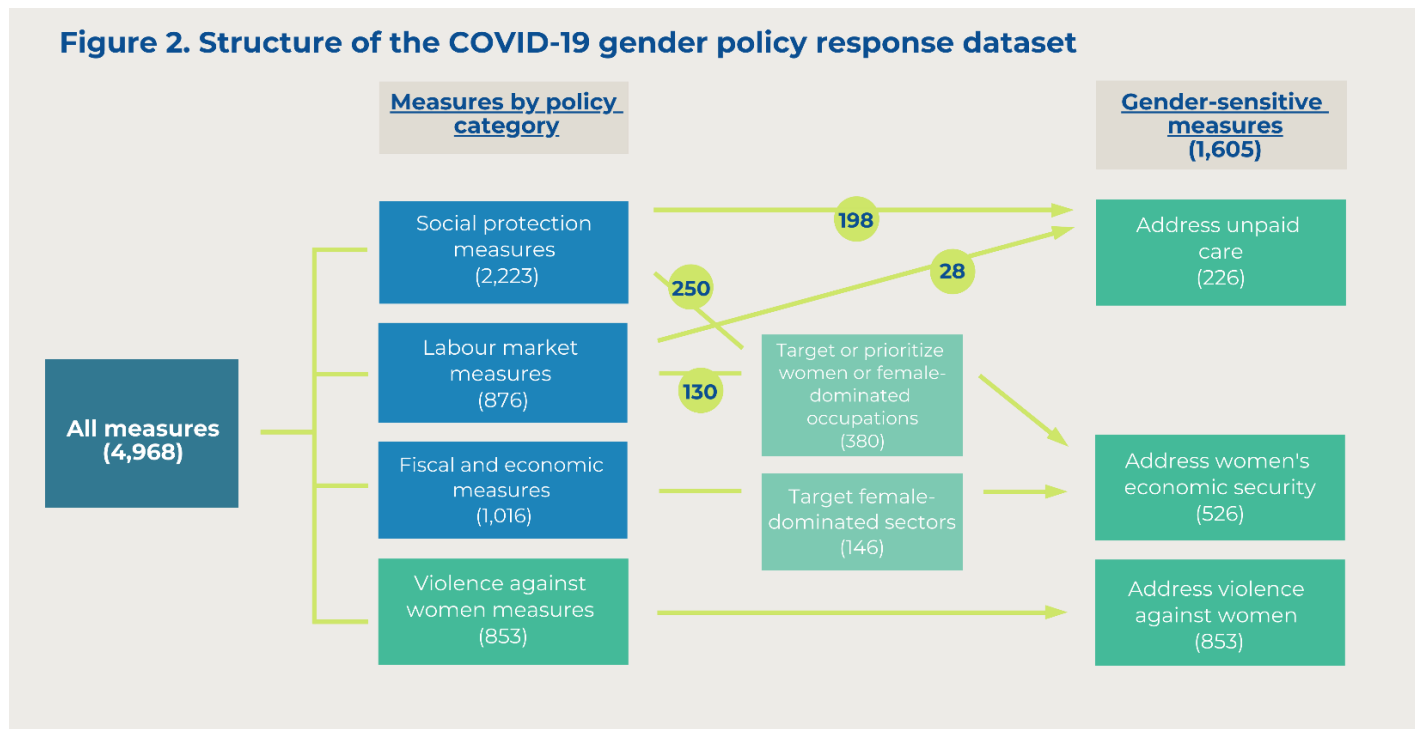 Figure 2. Structure of the COVID-19 gender policy response dataset
Measures by policy
category
Gender-sensitive
measures
(1,605)
All measures
(4,968)
Social protection
measures
(2,223)
Labour market
measures
(876)
Fiscal and economic
measures
(1,016)
Violence against
women measures
(853)
198
28
250
130
Target or prioritize
women or female-
dominated
occupations
(380)
Target female-
dominated sectors
(146)
Address unpaid
care
(226)
Address women's
economic security
(526)
Address violence
against women
(853)